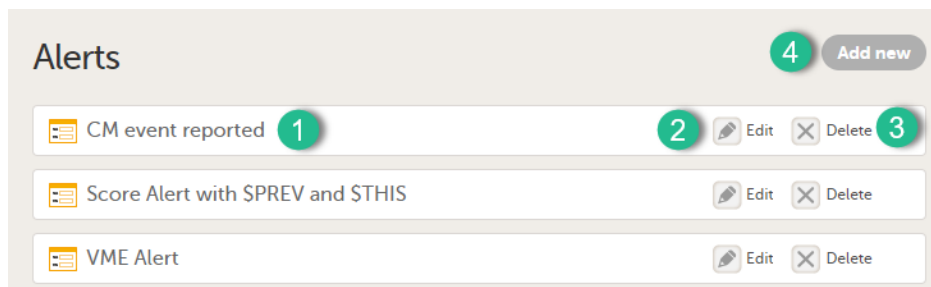 Alerts 4 Add new
CM event reported 1 2 Edit Delete 3
Score Alert with $PREV and $THIS Edit Delete
VME Alert Edit Delete